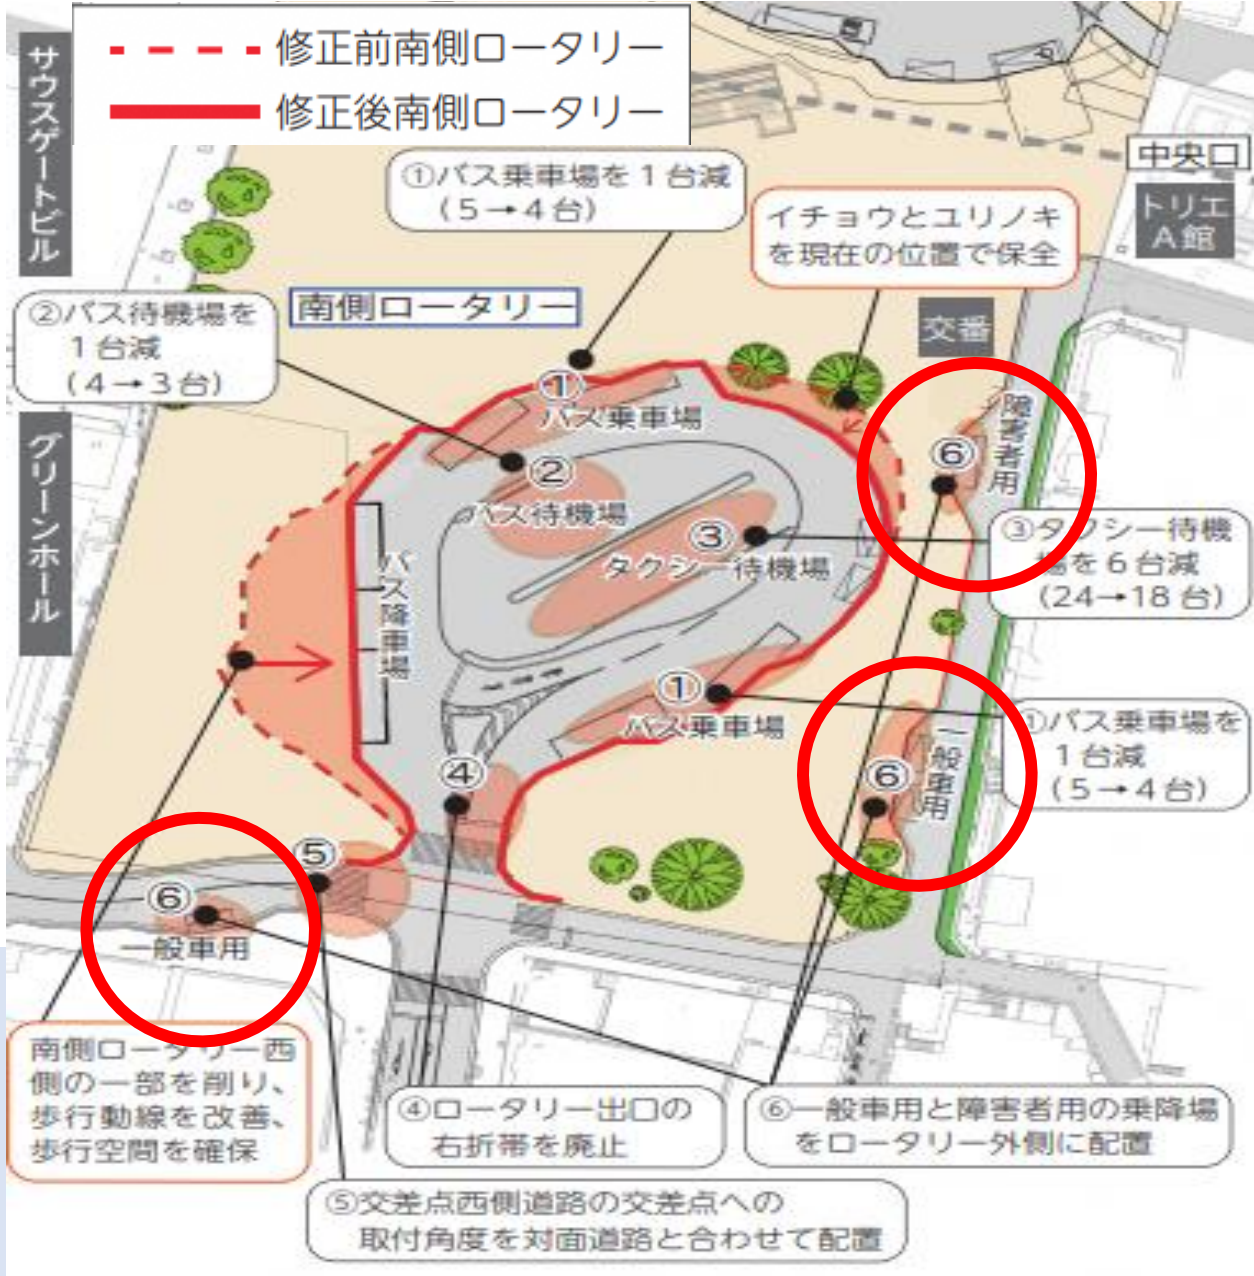 修正前南側ロータリー
修正後南側ロータリー
サウスゲートビル
①バス乗車場を1台減
(5→4台)
中央口
トリエ
A館
イチョウとユリノキ
を現在の位置で保全
②バス待機場を
1台減
(4→3台)
南側ロータリー
交番
①
バス乗車場
障害者用
⑥
グリーンホール
②
バス待機場
③
タクシー待機場
③タクシー待機
場を6台減
(24→18台)
バス降車場
①
バス乗車場
①バス乗車場を
1台減
(5→4台)
一般車用
⑥
④
⑤
⑥
一般車用
南側ロータリー西
側の一部を削り、
歩行動線を改善、
歩行空間を確保
④ロータリー出口の
右折帯を廃止
⑥一般車用と障害者用の乗降場
をロータリー外側に配置
⑤交差点西側道路の交差点への
取付角度を対面道路と合わせて配置